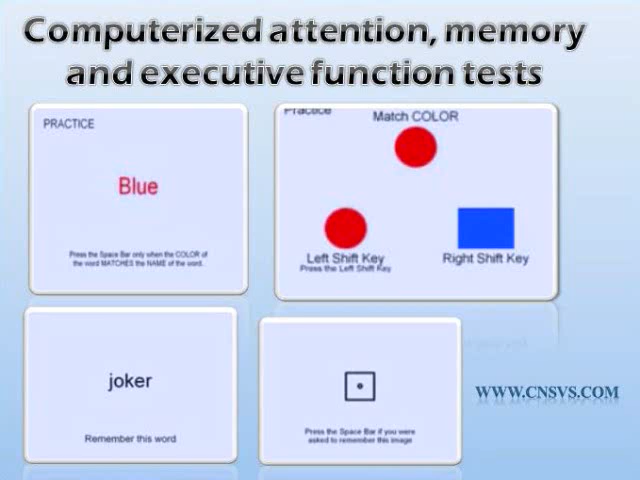 Computerized attention, memory
and executive function tests
PRACTICE
Blue
Press the Space Bar only when the COLOR of
the word MATCHES the NAME of the word.
Practice
Match COLOR
Left Shift Key
Press the Left Shift Key
Right Shift Key
joker
Remember this word
Press the Space Bar if you were
asked to remember this image
WWW.CNSVS.COM